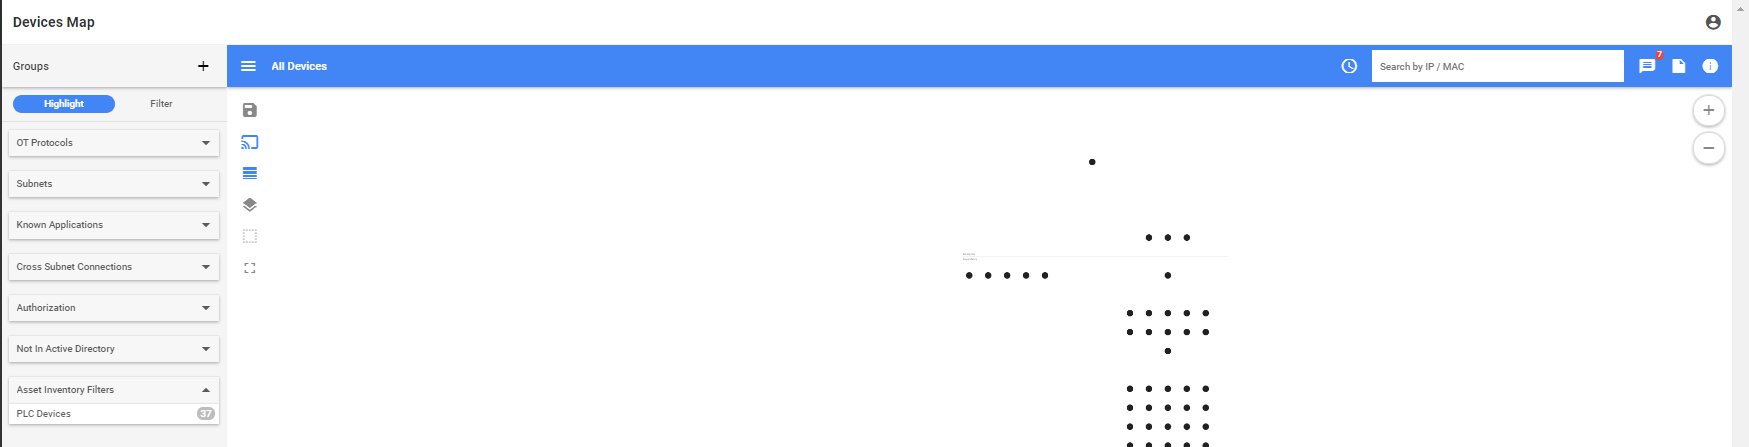 Devices Map
Groups
All Devices
Search by IP / MAC
7
Highlight
Filter
OT Protocols
Subnets
Known Applications
Cross Subnet Connections
Authorization
Not In Active Directory
Asset Inventory Filters
PLC Devices
37